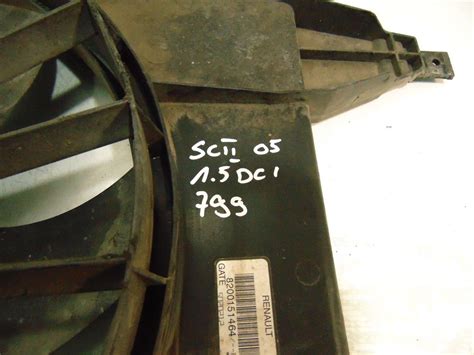 SCII 05
1.5 DCI
799
RENAULT
8200151464
GATE